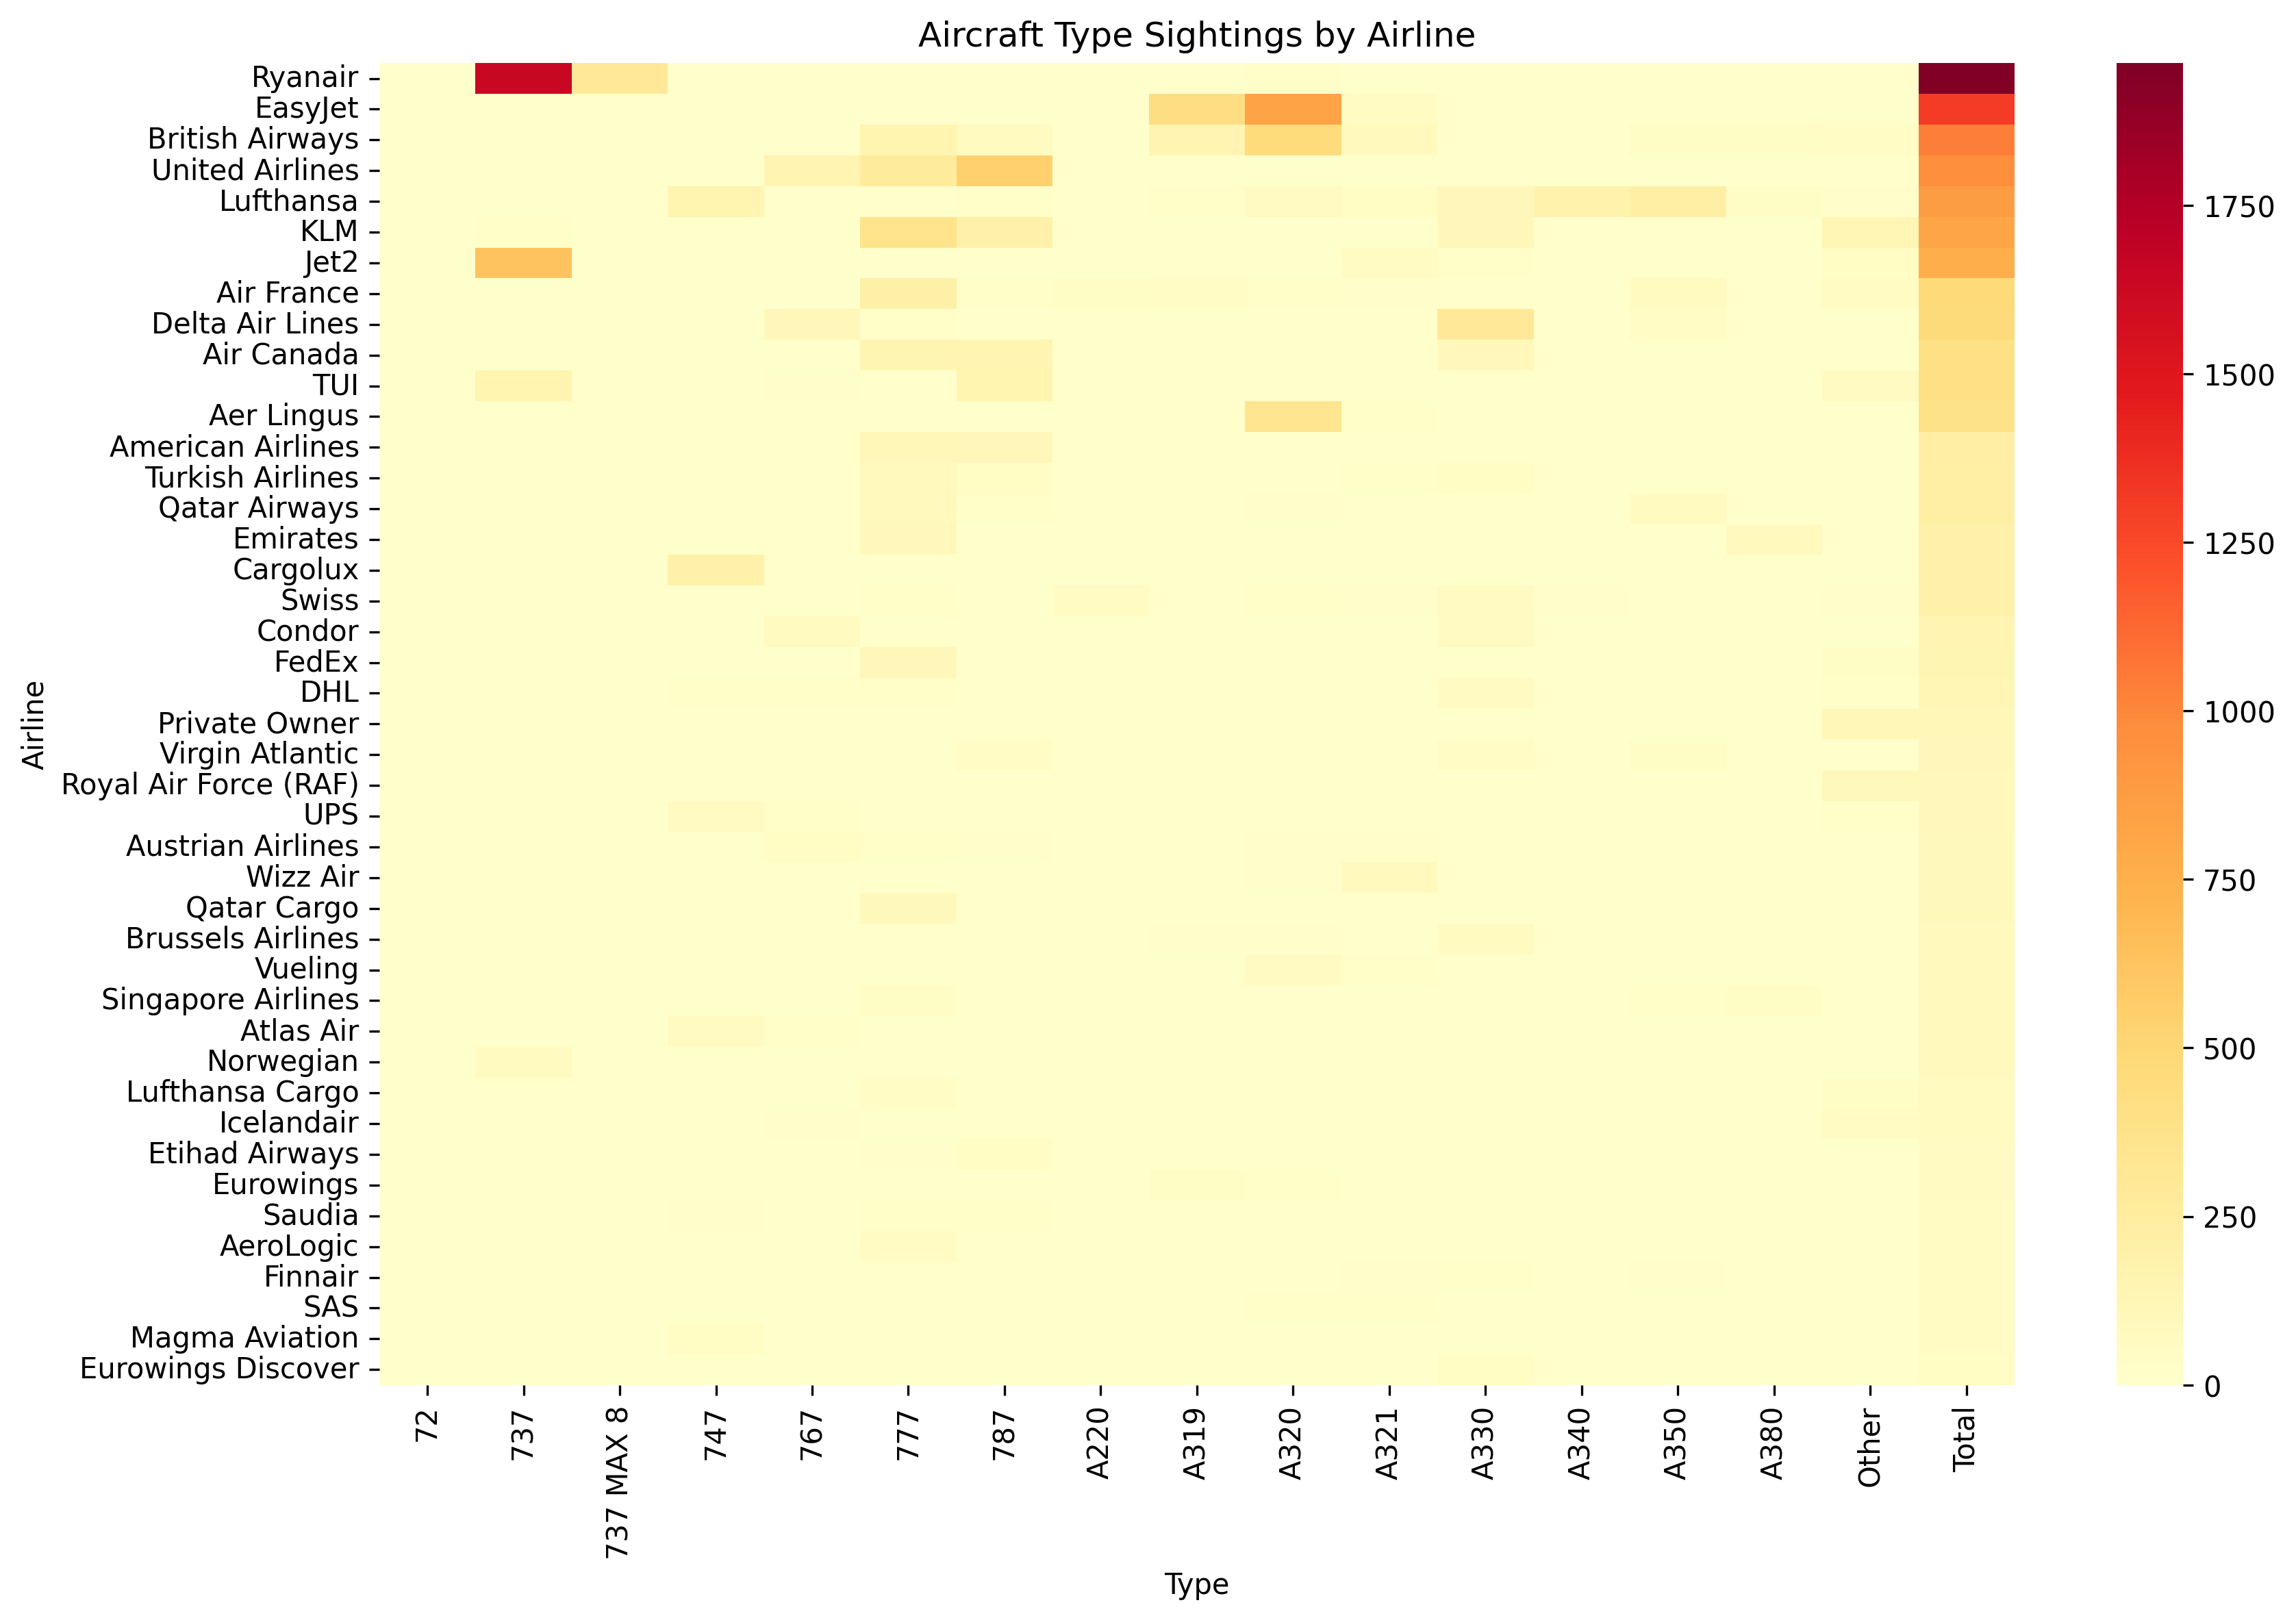 Aircraft Type Sightings by Airline
Airline
Ryanair
EasyJet
British Airways
United Airlines
Lufthansa
KLM
Jet2
Air France
Delta Air Lines
Air Canada
TUI
Aer Lingus
American Airlines
Turkish Airlines
Qatar Airways
Emirates
Cargolux
Swiss
Condor
FedEx
DHL
Private Owner
Virgin Atlantic
Royal Air Force (RAF)
UPS
Austrian Airlines
Wizz Air
Qatar Cargo
Brussels Airlines
Vueling
Singapore Airlines
Atlas Air
Norwegian
Lufthansa Cargo
Icelandair
Etihad Airways
Eurowings
Saudia
AeroLogic
Finnair
SAS
Magma Aviation
Eurowings Discover
72
737
737 MAX 8
747
767
777
787
A220
A319
A320
A321
A330
A340
A350
A380
Other
Total
Type
1750
1500
1250
1000
750
500
250
0